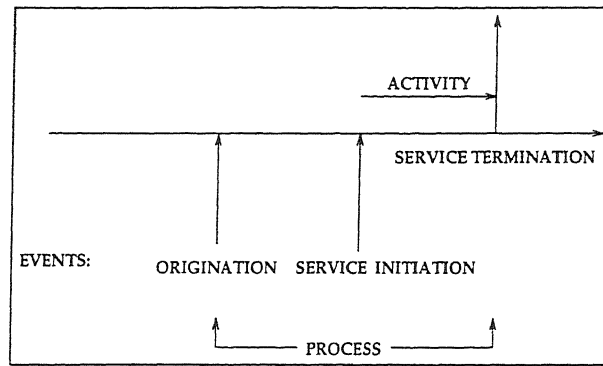 ACTIVITY
SERVICE TERMINATION
EVENTS: ORIGINATION SERVICE INITIATION
PROCESS